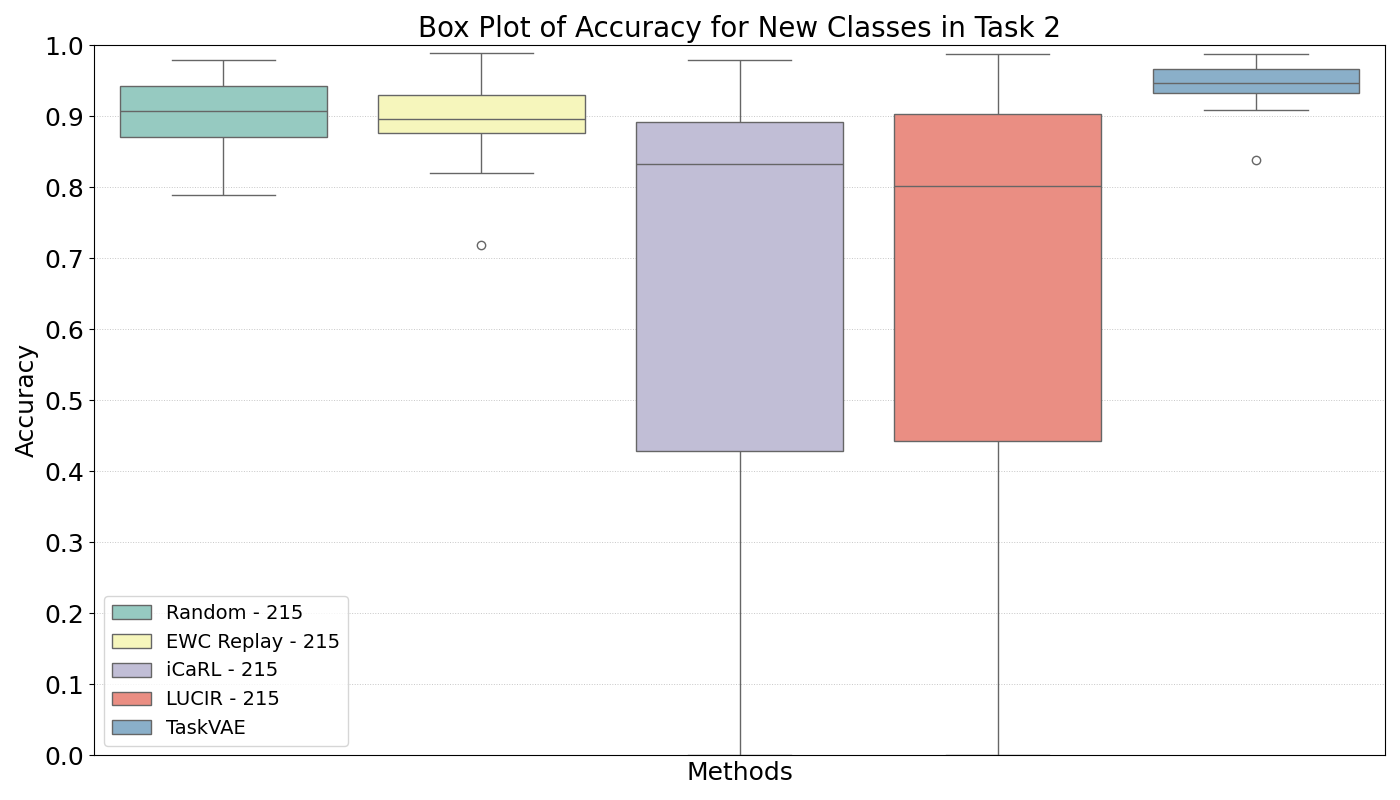 Box Plot of Accuracy for New Classes in Task 2
1.0
0.9
0.8
0.7
0.6
0.5
0.4
0.3
0.2
0.1
0.0
Accuracy
Methods
Random - 215
EWC Replay - 215
iCaRL - 215
LUCIR - 215
TaskVAE